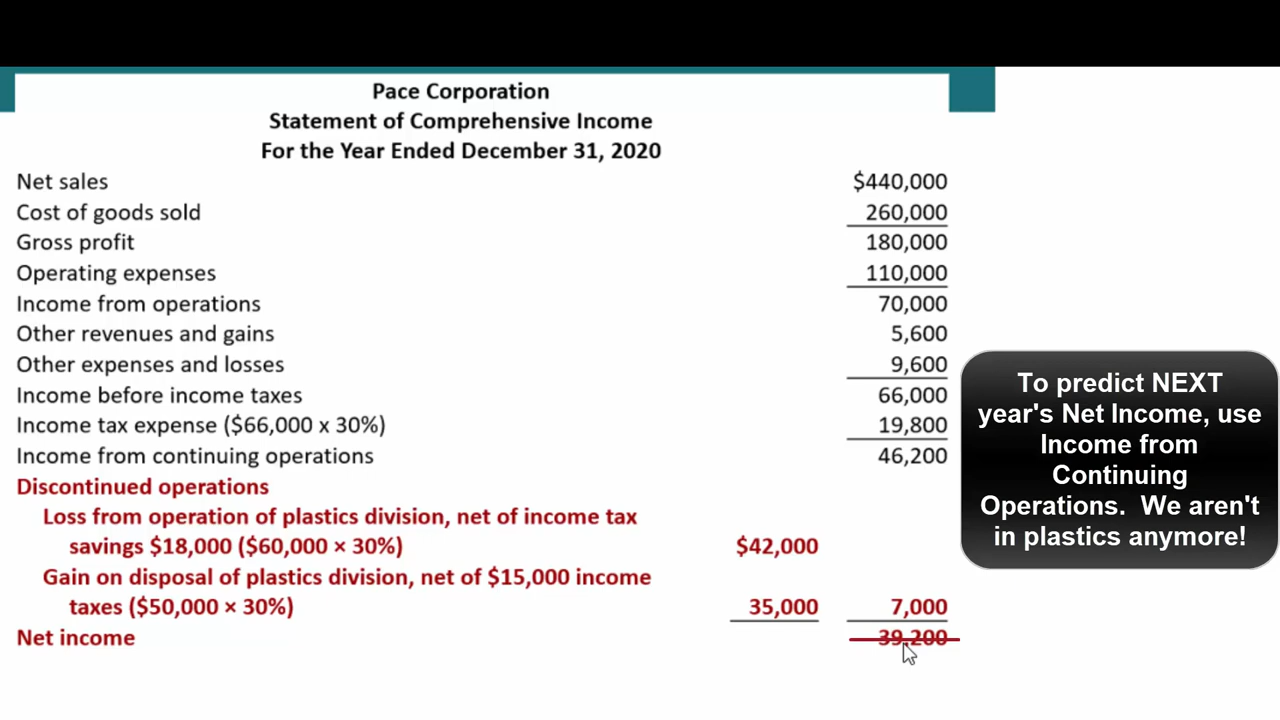 Pace Corporation
Statement of Comprehensive Income
For the Year Ended December 31, 2020
Net sales $440,000
Cost of goods sold 260,000
Gross profit 180,000
Operating expenses 110,000
Income from operations 70,000
Other revenues and gains 5,600
Other expenses and losses 9,600
Income before income taxes 66,000
Income tax expense ($66,000 x 30%) 19,800
Income from continuing operations 46,200
Discontinued operations
Loss from operation of plastics division, net of income tax
savings $18,000 ($60,000 × 30%) $42,000
Gain on disposal of plastics division, net of $15,000 income
taxes ($50,000 × 30%) 35,000 7,000
Net income 39,200
To predict NEXT
year's Net Income, use
Income from
Continuing
Operations. We aren't
in plastics anymore!